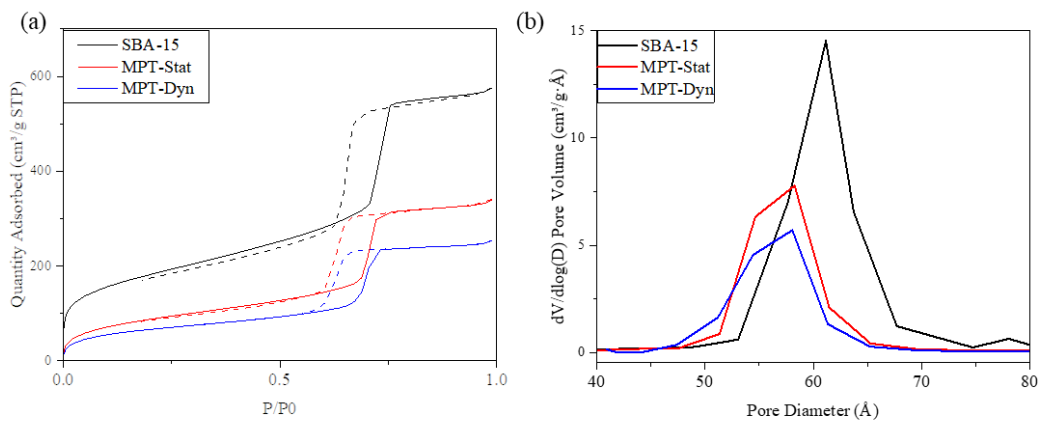 (a)
SBA-15
MPT-Stat
MPT-Dyn
600
400
200
0
Quantity Adsorbed (cm³/g STP)
0.0
0.5
1.0
P/P0
(b)
SBA-15
MPT-Stat
MPT-Dyn
15
10
5
0
dV/dlog(D) Pore Volume (cm³/g·Å)
40
50
60
70
80
Pore Diameter (Å)